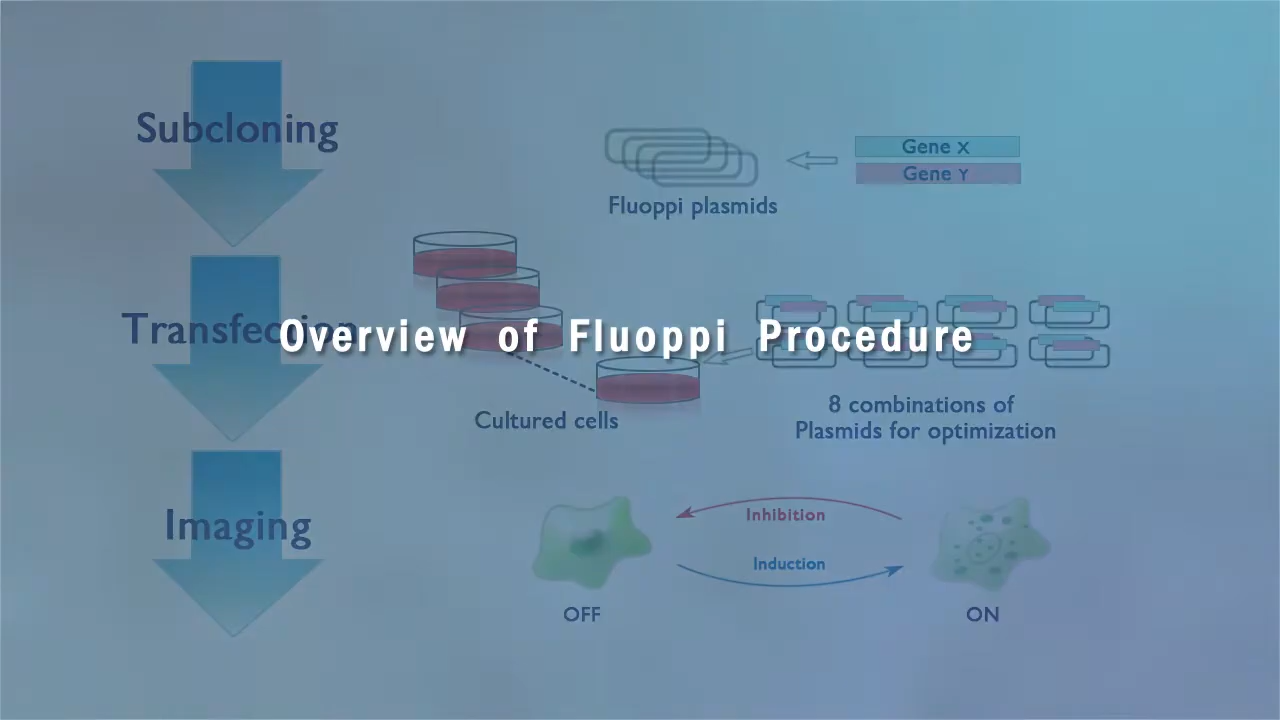 Subcloning
Gene X
Gene Y
Fluoppi plasmids
Transfection
Overview of Fluoppi Procedure
8 combinations of
Plasmids for optimization
Cultured cells
Imaging
Inhibition
Induction
OFF
ON